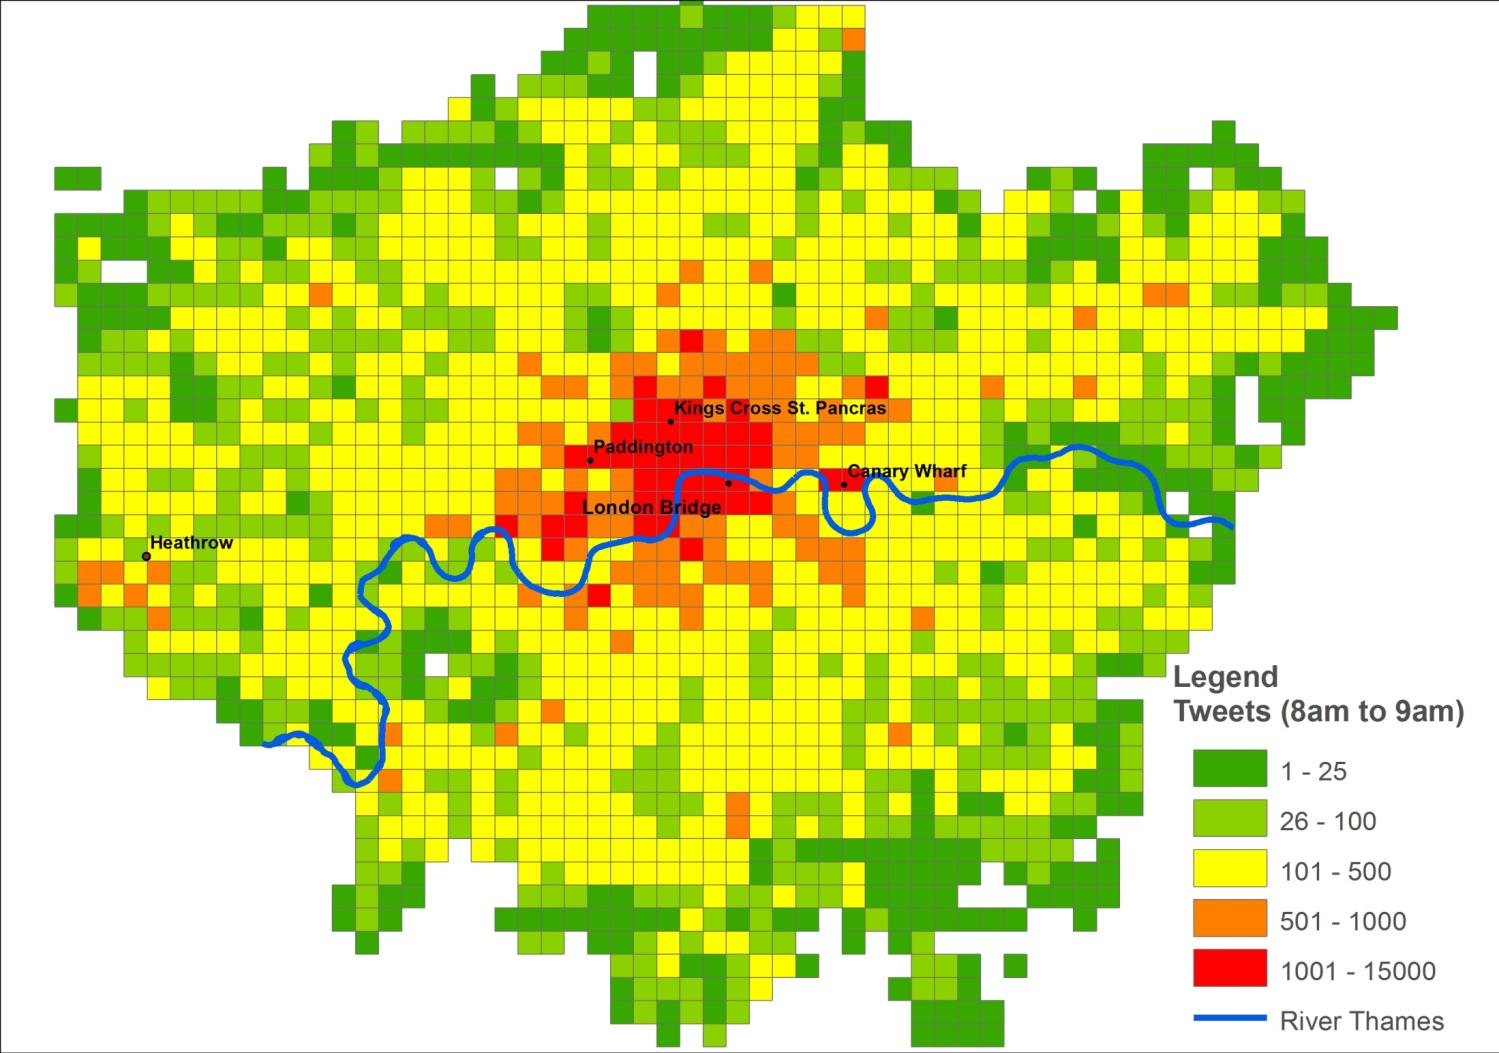 Kings Cross St. Pancras
Paddington
Canary Wharf
London Bridge
Heathrow
Legend
Tweets (8am to 9am)
1 - 25
26 - 100
101 - 500
501 - 1000
1001 - 15000
River Thames